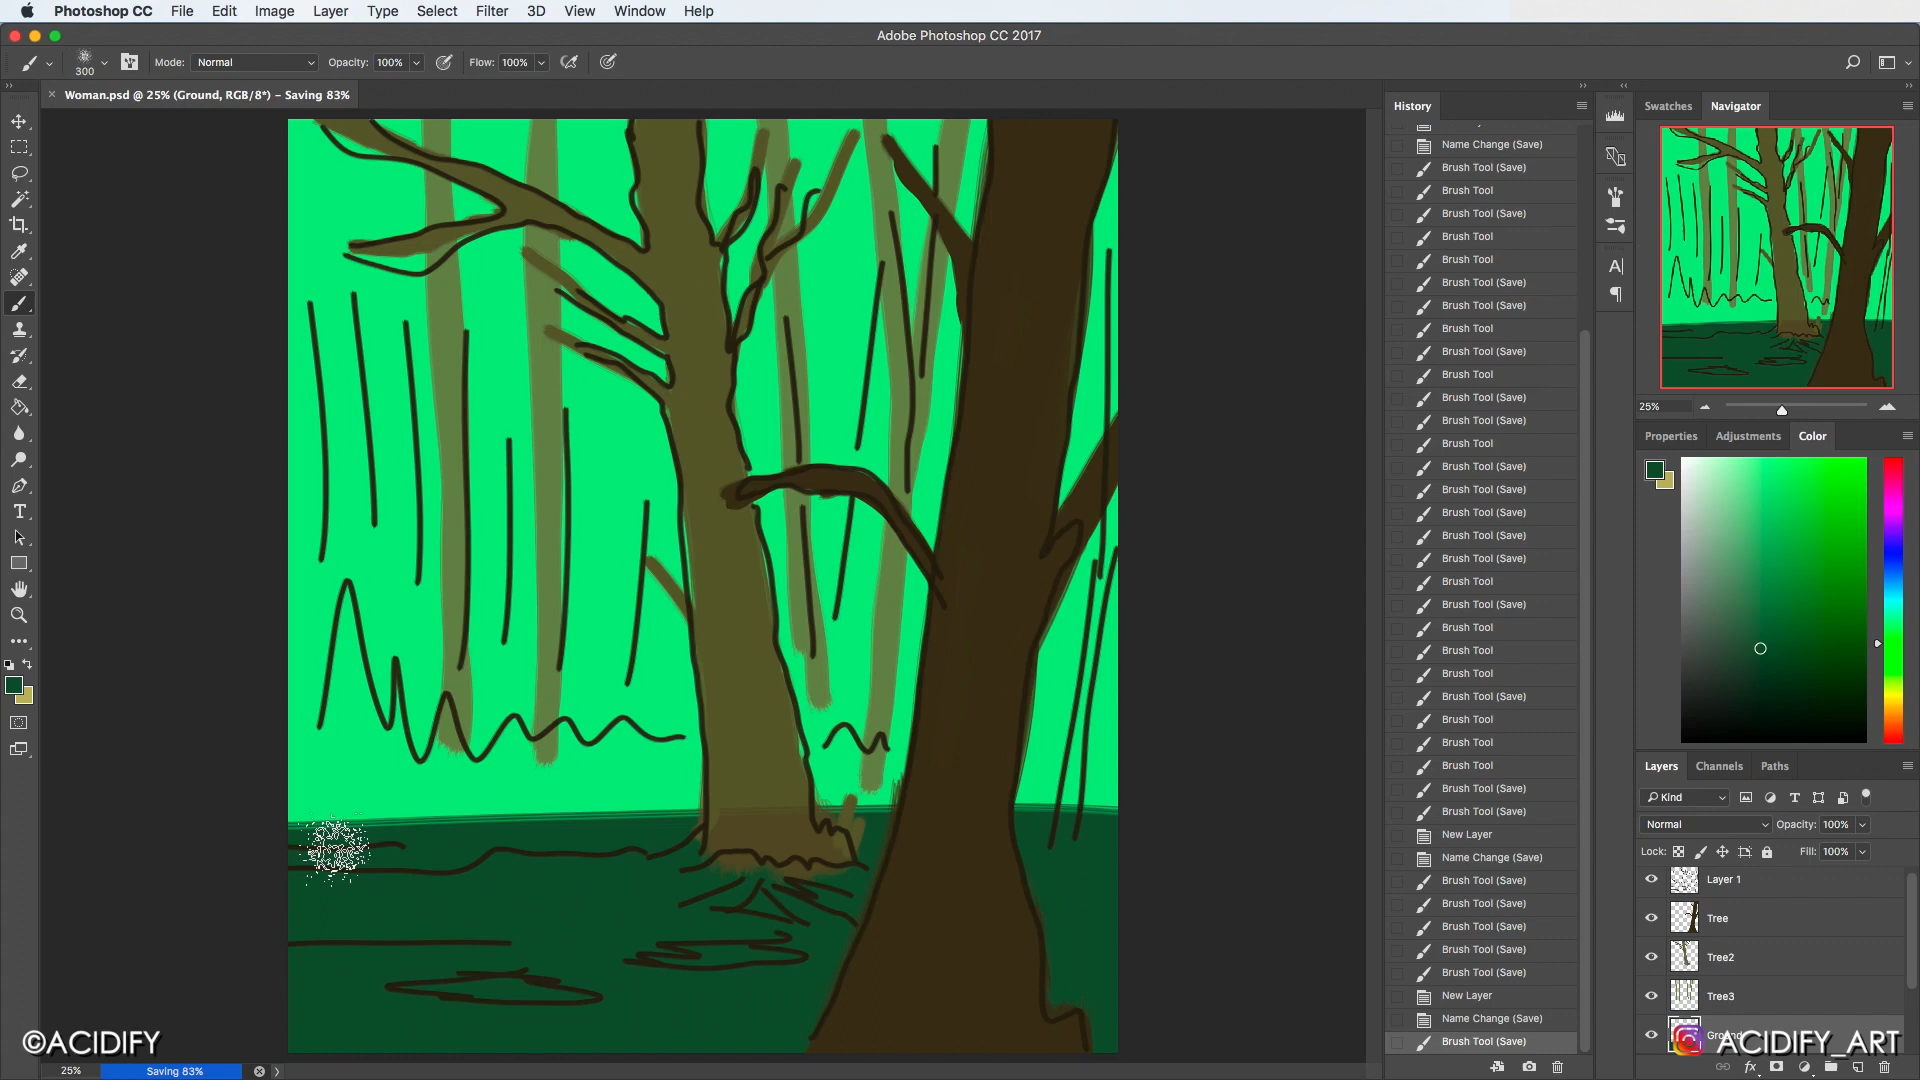 Photoshop CC File Edit Image Layer Type Select Filter 3D View Window Help
Adobe Photoshop CC 2017
300 Mode: Normal Opacity: 100% Flow: 100%
Woman.psd @ 25% (Ground, RGB/8*) – Saving 83%
History
Name Change (Save)
Brush Tool (Save)
Brush Tool
Brush Tool (Save)
Brush Tool
Brush Tool
Brush Tool (Save)
Brush Tool (Save)
Brush Tool
Brush Tool (Save)
Brush Tool
Brush Tool (Save)
Brush Tool (Save)
Brush Tool
Brush Tool (Save)
Brush Tool (Save)
Brush Tool (Save)
Brush Tool (Save)
Brush Tool (Save)
Brush Tool
Brush Tool (Save)
Brush Tool
Brush Tool
Brush Tool
Brush Tool (Save)
Brush Tool
Brush Tool
Brush Tool
Brush Tool (Save)
Brush Tool (Save)
New Layer
Name Change (Save)
Brush Tool (Save)
Brush Tool (Save)
Brush Tool (Save)
Brush Tool (Save)
Brush Tool (Save)
New Layer
Name Change (Save)
Brush Tool (Save)
Swatches Navigator
25%
Properties Adjustments Color
Layers Channels Paths
Kind
Normal Opacity: 100%
Lock: Fill: 100%
Layer 1
Tree
Tree2
Tree3
Ground
©ACIDIFY
ACIDIFY_ART
25% Saving 83%